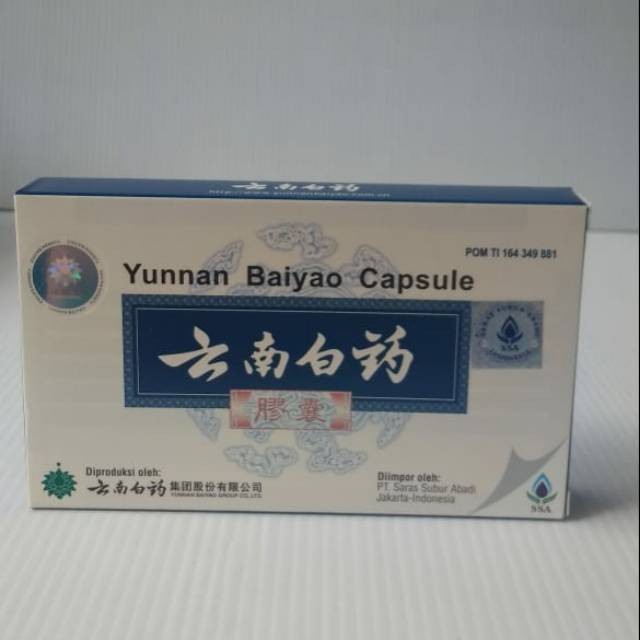 云南白药
POM TI 164 349 881
Yunnan Baiyao Capsule
云南白药
SSA
膠囊
Diproduksi oleh:
云南白药集团股份有限公司
YUNNAN BAIYAO GROUP CO.,LTD.
Diimpor oleh:
PT. Saras Subur Abadi
Jakarta-Indonesia
SSA